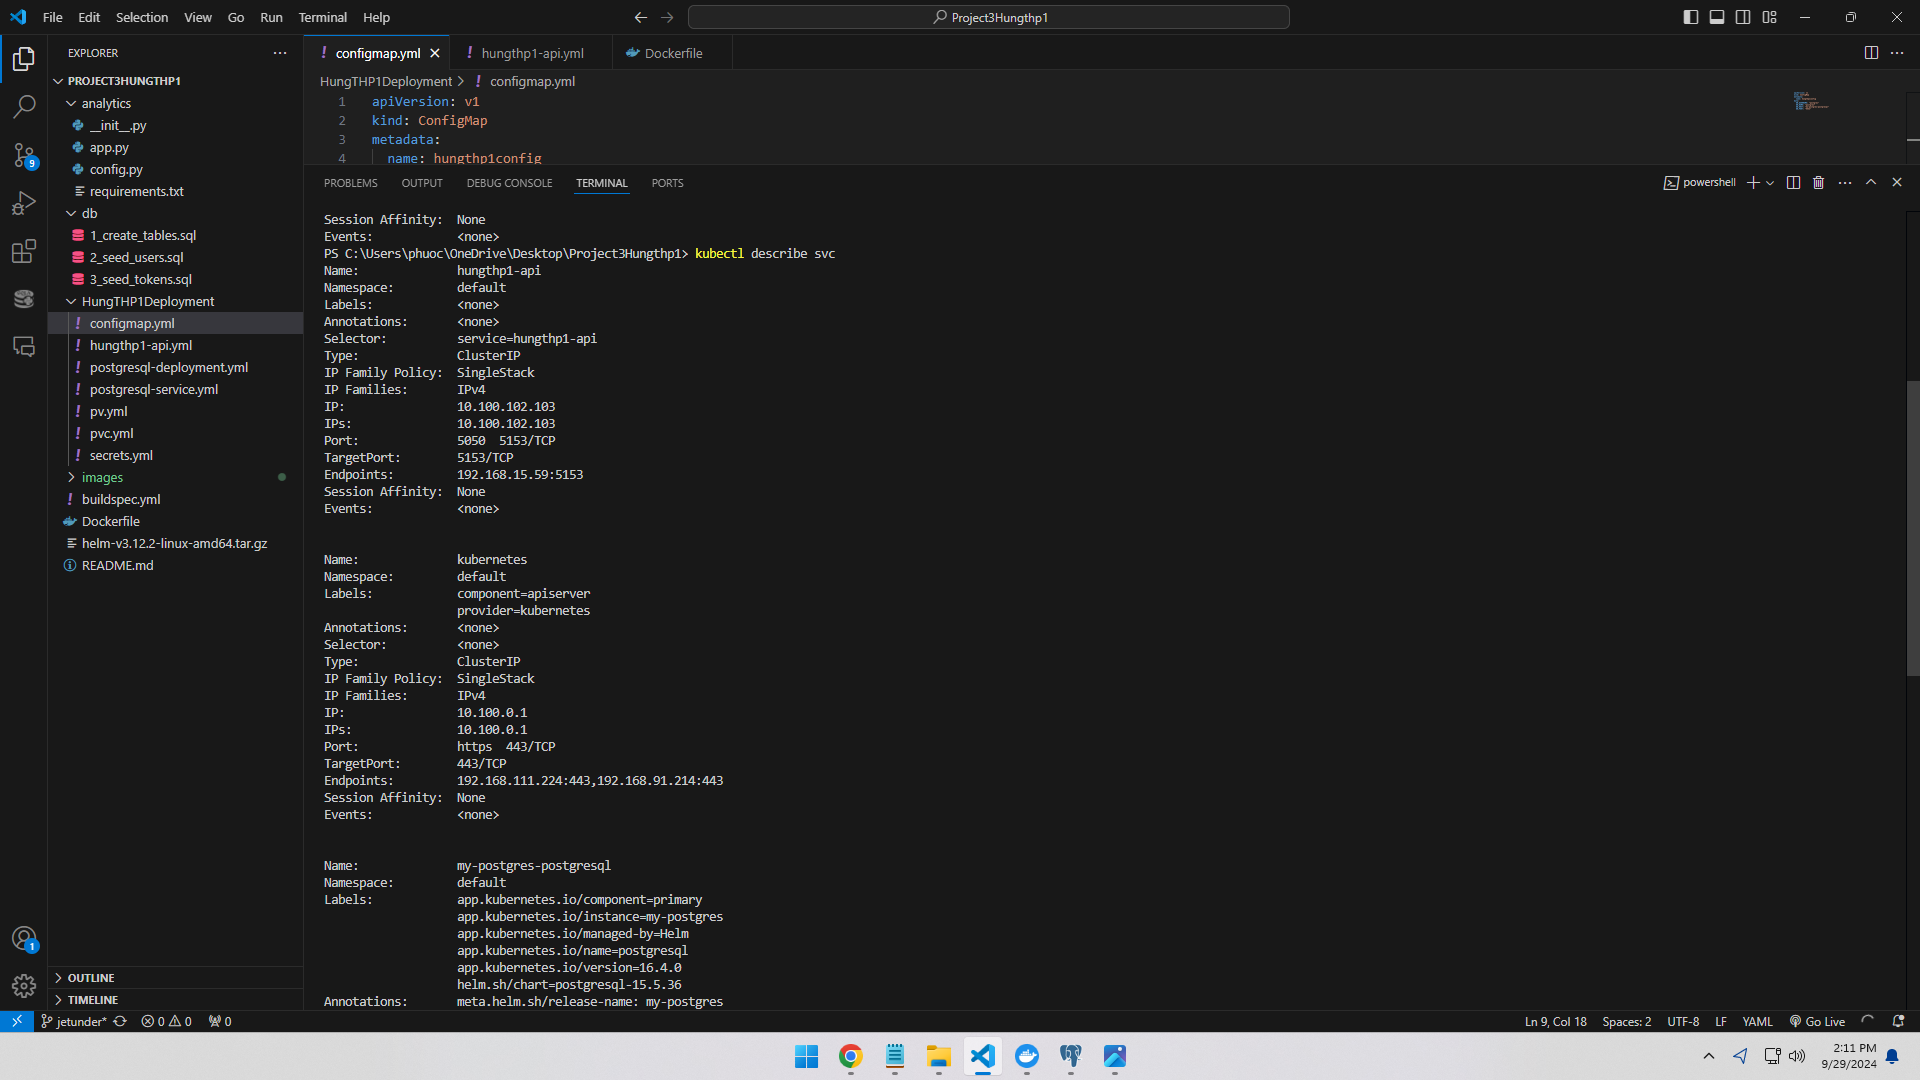 File Edit Selection View Go Run Terminal Help
Project3Hungthp1
EXPLORER
PROJECT3HUNGTHP1
analytics
__init__.py
app.py
config.py
requirements.txt
db
1_create_tables.sql
2_seed_users.sql
3_seed_tokens.sql
HungTHP1Deployment
configmap.yml
hungthp1-api.yml
postgresql-deployment.yml
postgresql-service.yml
pv.yml
pvc.yml
secrets.yml
images
buildspec.yml
Dockerfile
helm-v3.12.2-linux-amd64.tar.gz
README.md
OUTLINE
TIMELINE
9
1
configmap.yml hungthp1-api.yml Dockerfile
HungTHP1Deployment > ! configmap.yml
1 apiVersion: v1
2 kind: ConfigMap
3 metadata:
4 name: hungthp1config
PROBLEMS OUTPUT DEBUG CONSOLE TERMINAL PORTS
powershell
Session Affinity: None
Events: <none>
PS C:\Users\phuoc\OneDrive\Desktop\Project3Hungthp1> kubectl describe svc
Name: hungthp1-api
Namespace: default
Labels: <none>
Annotations: <none>
Selector: service=hungthp1-api
Type: ClusterIP
IP Family Policy: SingleStack
IP Families: IPv4
IP: 10.100.102.103
IPs: 10.100.102.103
Port: 5050 5153/TCP
TargetPort: 5153/TCP
Endpoints: 192.168.15.59:5153
Session Affinity: None
Events: <none>
Name: kubernetes
Namespace: default
Labels: component=apiserver
provider=kubernetes
Annotations: <none>
Selector: <none>
Type: ClusterIP
IP Family Policy: SingleStack
IP Families: IPv4
IP: 10.100.0.1
IPs: 10.100.0.1
Port: https 443/TCP
TargetPort: 443/TCP
Endpoints: 192.168.111.224:443,192.168.91.214:443
Session Affinity: None
Events: <none>
Name: my-postgres-postgresql
Namespace: default
Labels: app.kubernetes.io/component=primary
app.kubernetes.io/instance=my-postgres
app.kubernetes.io/managed-by=Helm
app.kubernetes.io/name=postgresql
app.kubernetes.io/version=16.4.0
helm.sh/chart=postgresql-15.5.36
Annotations: meta.helm.sh/release-name: my-postgres
jetunder* 0 0 0
Ln 9, Col 18 Spaces: 2 UTF-8 LF YAML Go Live
2:11 PM
9/29/2024